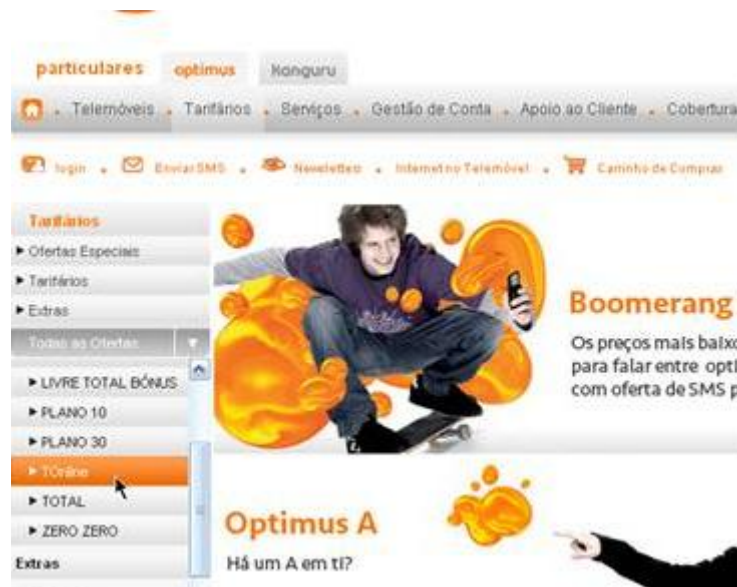 particulares optimus Kanguru
Telemóveis . Tarifários . Serviços . Gestão de Conta . Apoio ao Cliente . Cobertura
login . Enviar SMS . Newsletter . Internet no Telemóvel . Carrinho de Compras
Tarifários
Ofertas Especiais
Tarifários
Extras
Todas as Ofertas
LIVRE TOTAL BÓNUS
PLANO 10
PLANO 30
TOnline
TOTAL
ZERO ZERO
Extras
Boomerang
Os preços mais baixo
para falar entre opti
com oferta de SMS p
Optimus A
Há um A em ti?